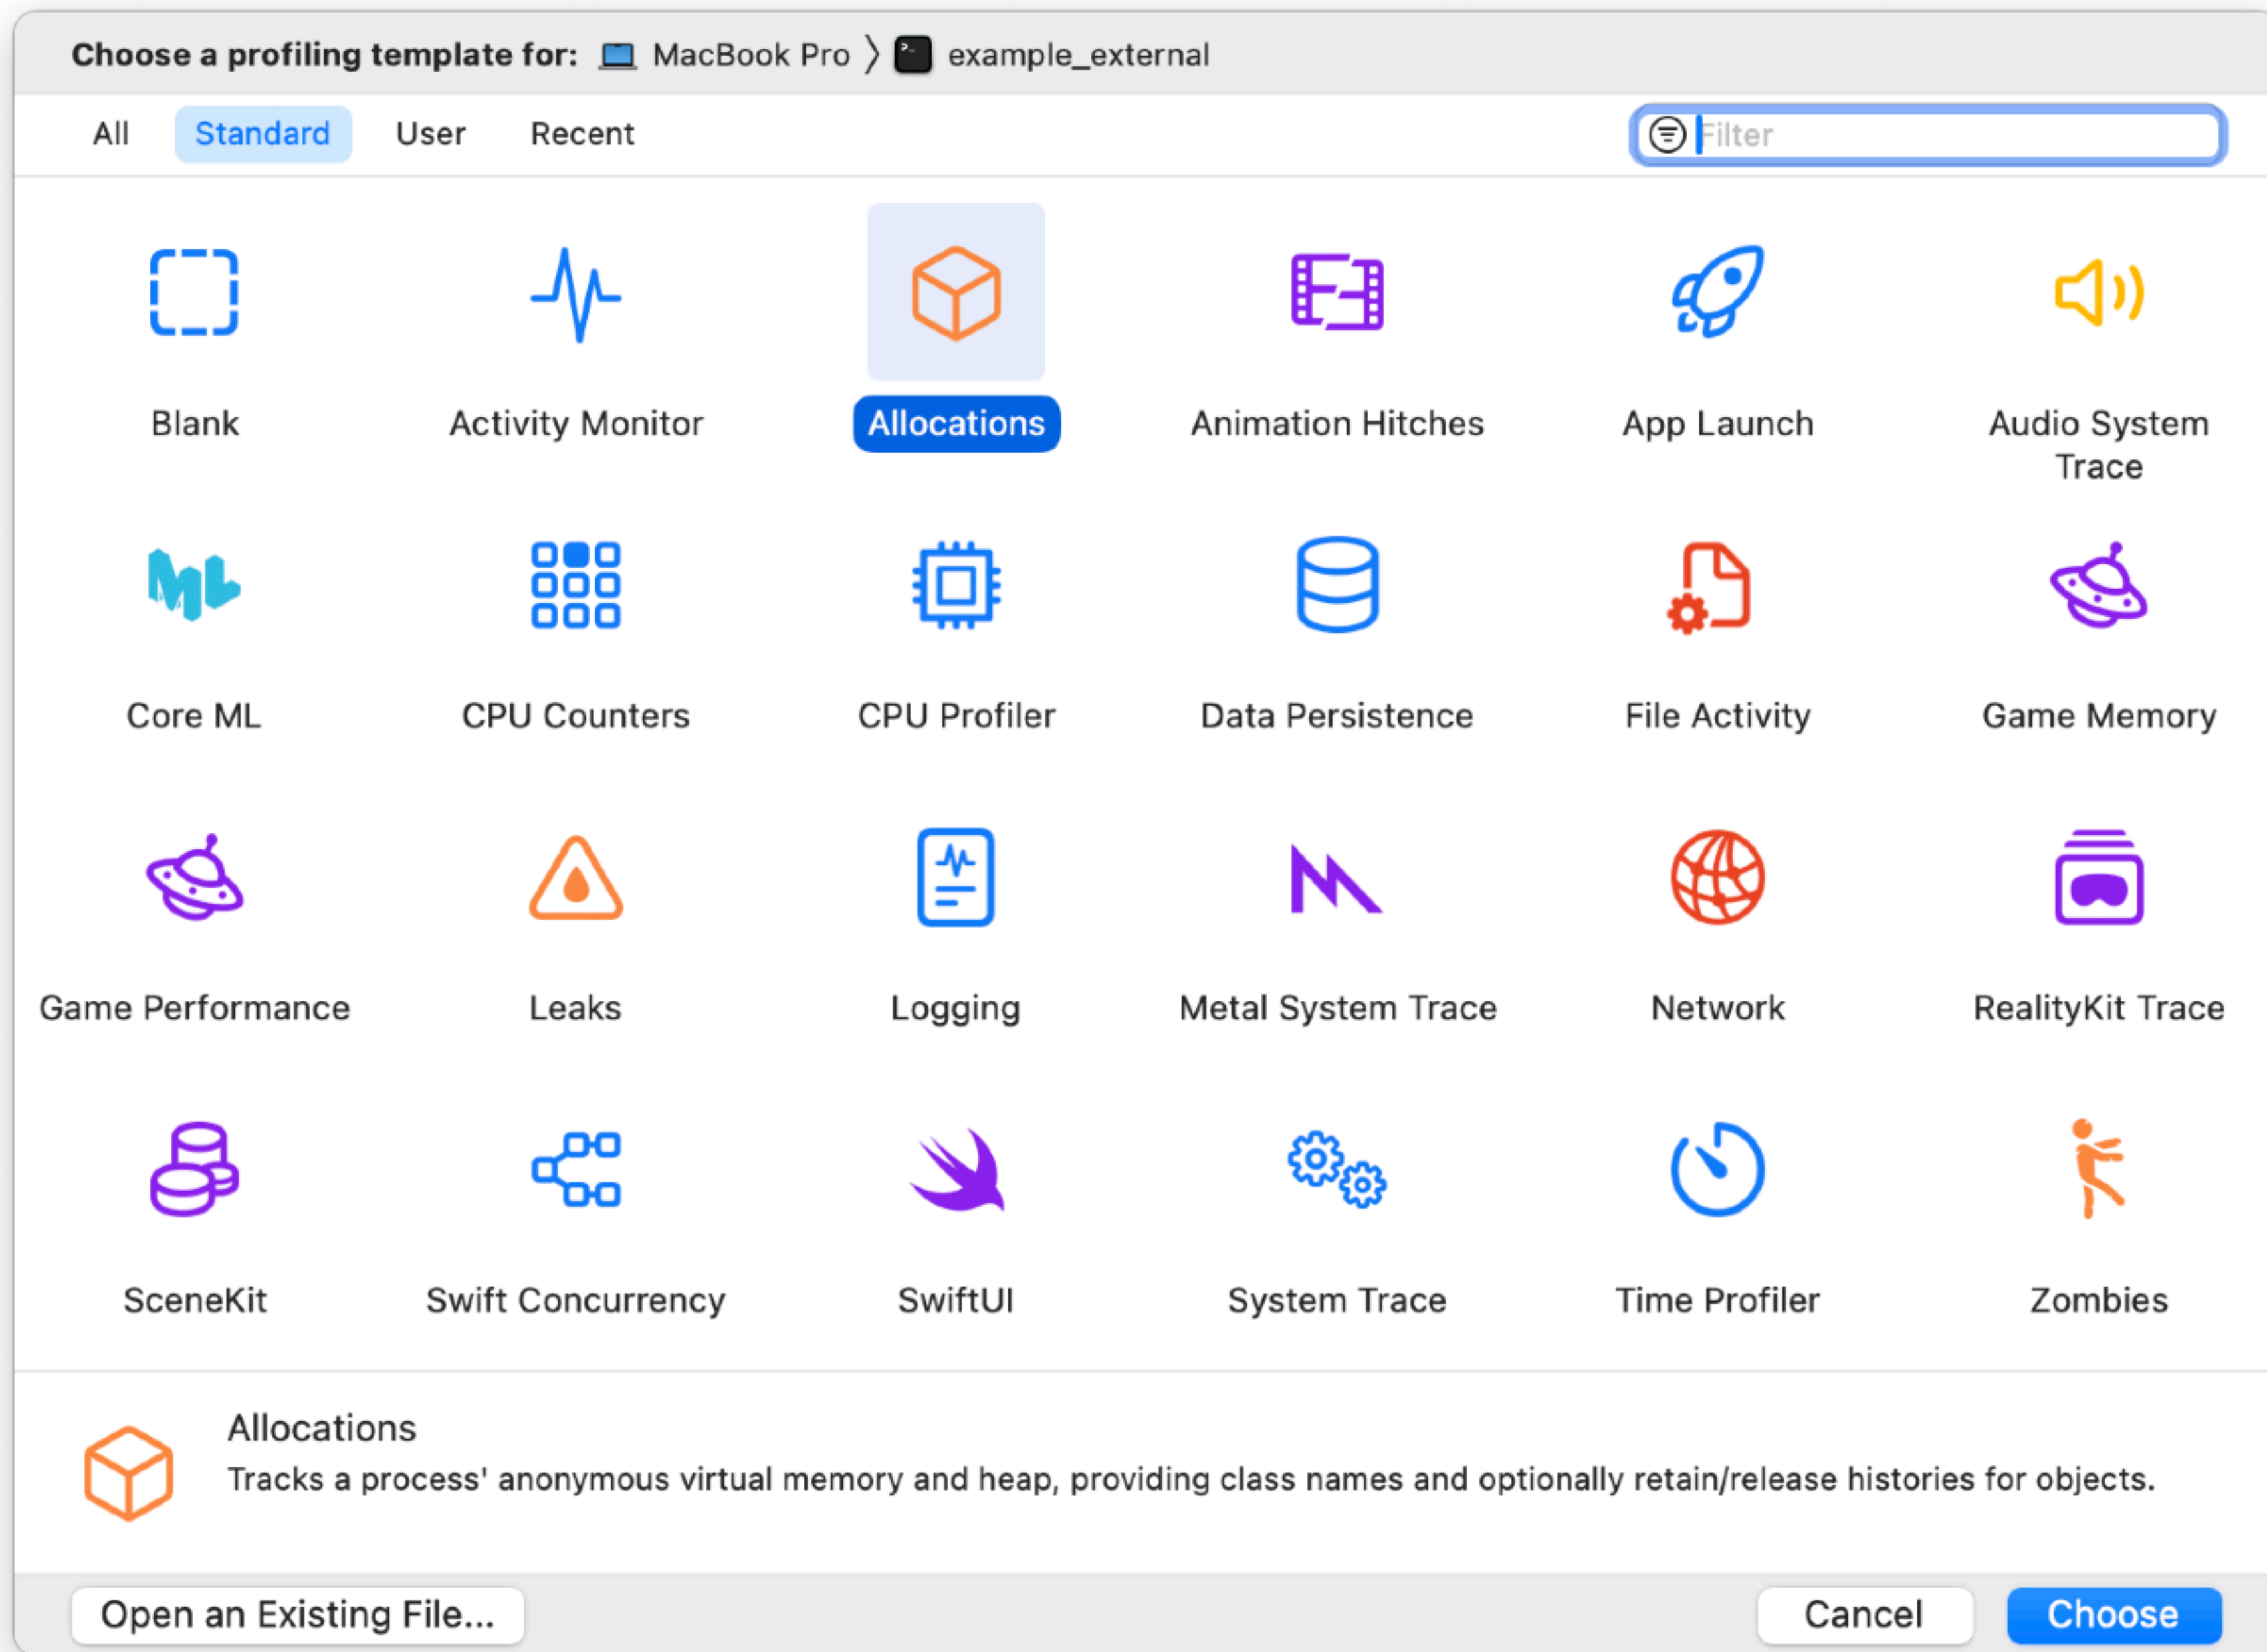 Choose a profiling template for: MacBook Pro 〉 example_external
All Standard User Recent Filter
Blank Activity Monitor Allocations Animation Hitches App Launch Audio System
Trace
Core ML CPU Counters CPU Profiler Data Persistence File Activity Game Memory
Game Performance Leaks Logging Metal System Trace Network RealityKit Trace
SceneKit Swift Concurrency SwiftUI System Trace Time Profiler Zombies
Allocations
Tracks a process' anonymous virtual memory and heap, providing class names and optionally retain/release histories for objects.
Open an Existing File... Cancel Choose